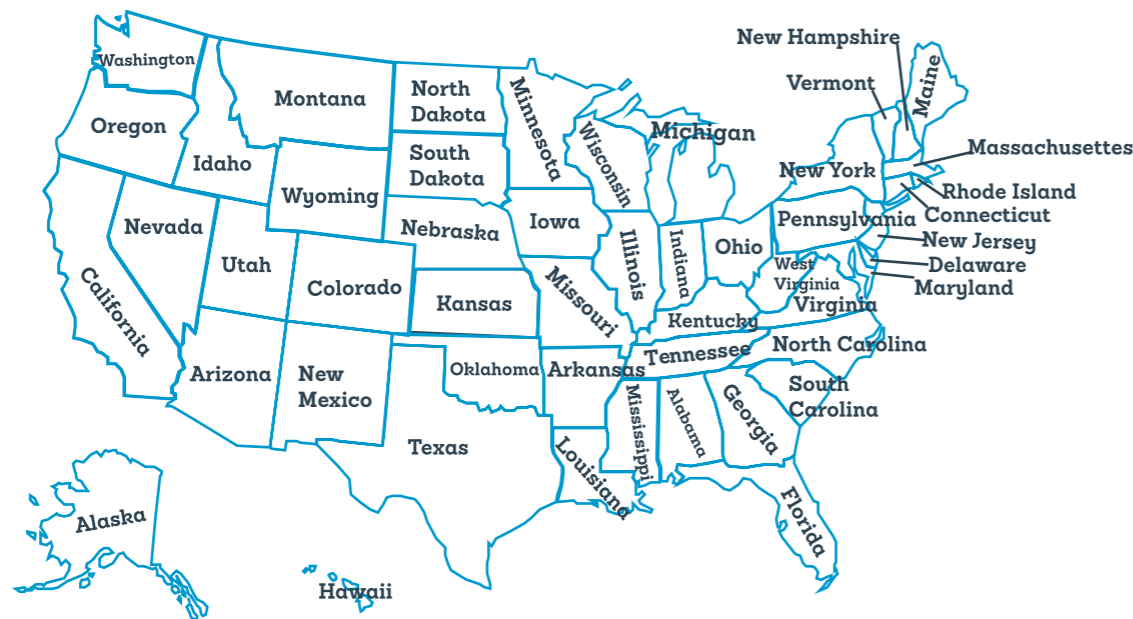 New Hampshire
Washington
Vermont
Maine
Montana
North
Dakota
Minnesota
Oregon
Wisconsin
Michigan
Massachusettes
Idaho
South
Dakota
New York
Wyoming
Rhode Island
Connecticut
Nevada
Nebraska
Iowa
Pennsylvania
New Jersey
Utah
Illinois
Indiana
Ohio
Delaware
West
Virginia
Maryland
Colorado
Kansas
Missouri
Virginia
California
Kentucky
North Carolina
Tennessee
Arizona
New
Mexico
Oklahoma
Arkansas
South
Carolina
Mississippi
Alabama
Georgia
Texas
Louisiana
Alaska
Florida
Hawaii